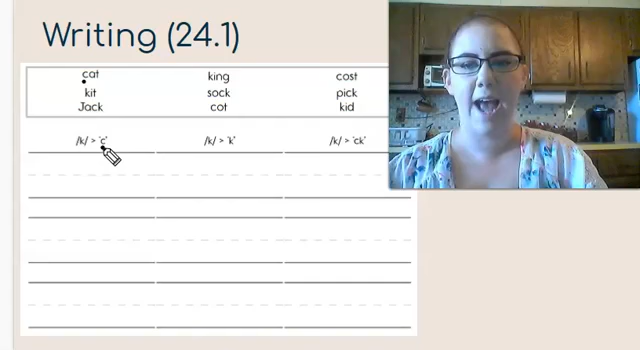 Writing (24.1)
cat king cost
kit sock pick
Jack cot kid
/k/ > 'c' /k/ > 'k' /k/ > 'ck'